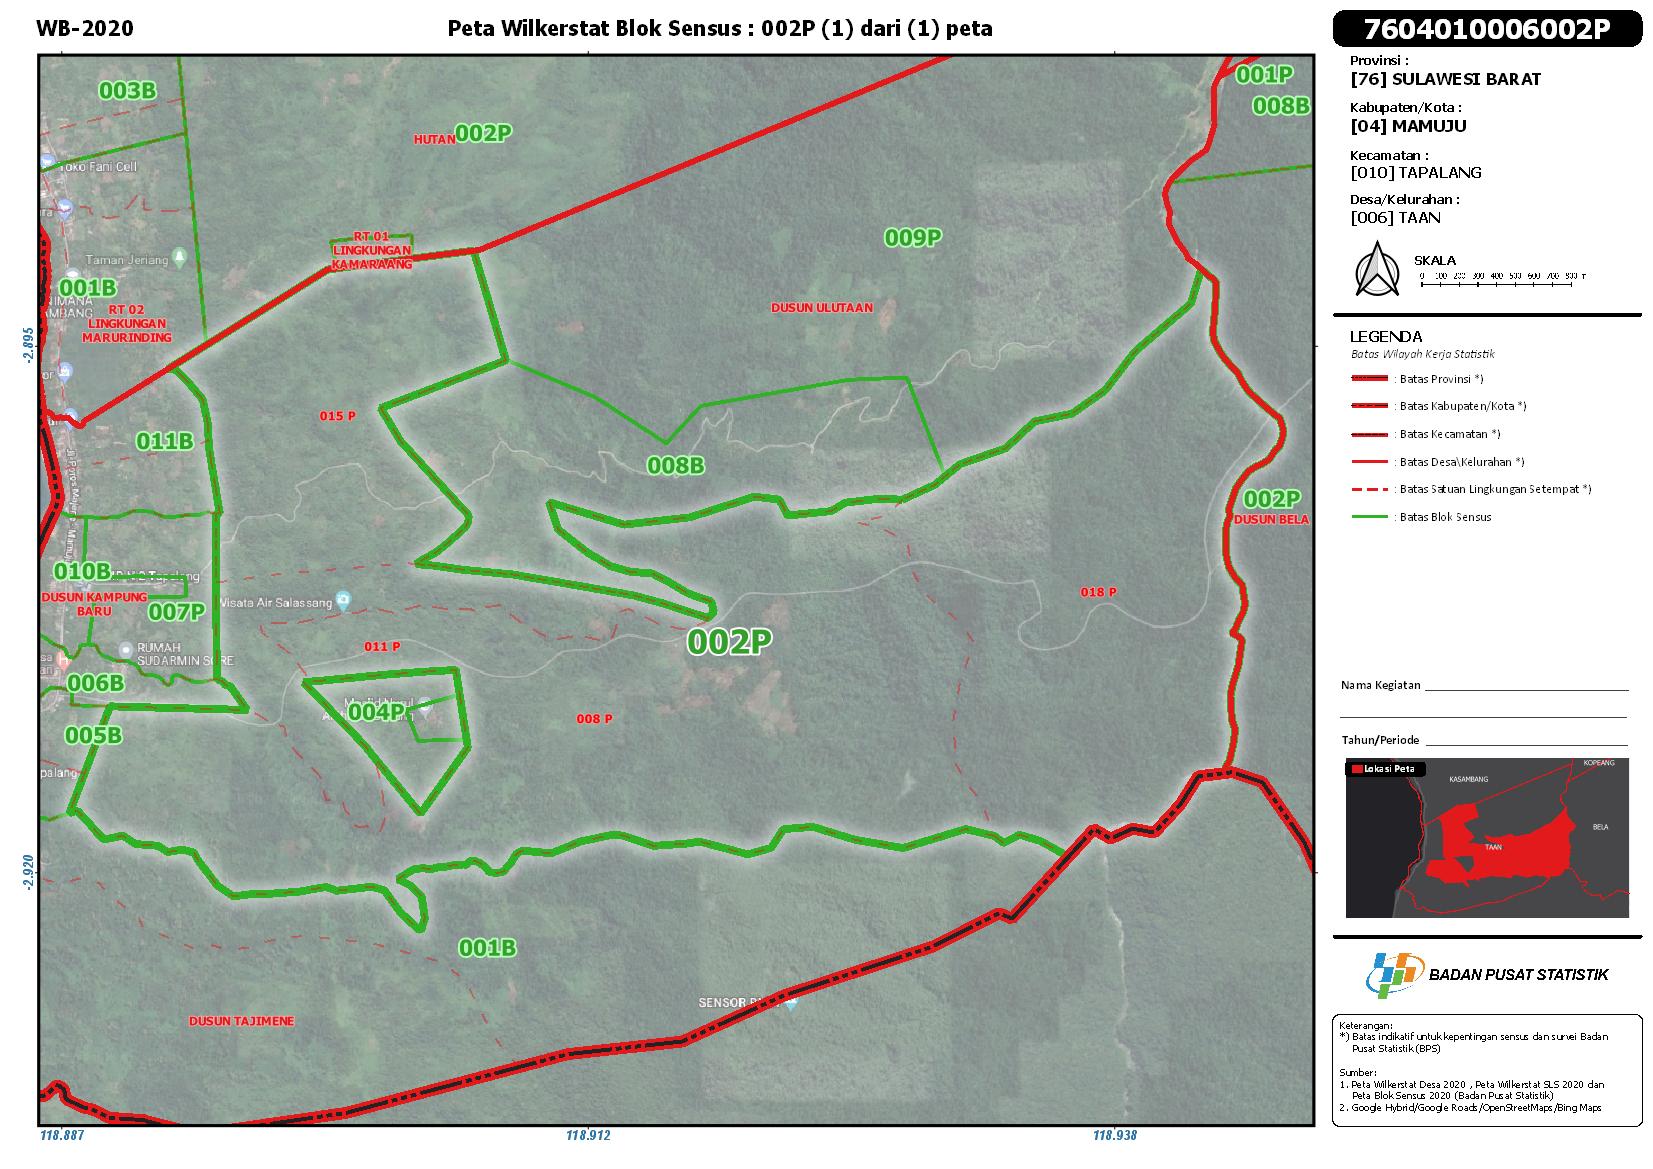 WB-2020
Peta Wilkerstat Blok Sensus : 002P (1) dari (1) peta
7604010006002P
Provinsi :
[76] SULAWESI BARAT
Kabupaten/Kota :
[04] MAMUJU
Kecamatan :
[010] TAPALANG
Desa/Kelurahan :
[006] TAAN
SKALA
0 100 200 300 400 500 600 700 800 m
LEGENDA
Batas Wilayah Kerja Statistik
: Batas Provinsi *)
: Batas Kabupaten/Kota *)
: Batas Kecamatan *)
: Batas Desa\Kelurahan *)
: Batas Satuan Lingkungan Setempat *)
: Batas Blok Sensus
Nama Kegiatan
Tahun/Periode
Lokasi Peta
KASAMBANG
KOPEANG
BELA
TAAN
BADAN PUSAT STATISTIK
Keterangan:
*) Batas indikatif untuk kepentingan sensus dan survei Badan
Pusat Statistik (BPS)
Sumber:
1. Peta Wilkerstat Desa 2020 , Peta Wilkerstat SLS 2020 dan
Peta Blok Sensus 2020 (Badan Pusat Statistik)
2. Google Hybrid/Google Roads/OpenStreetMaps/Bing Maps
003B
HUTAN
002P
001P
008B
Toko Fani Cell
RT 01
LINGKUNGAN
KAMARAANG
009P
Taman Jeriang
001B
RT 02
LINGKUNGAN
MARURINDING
DUSUN ULUTAAN
-2.895
015 P
011B
008B
002P
DUSUN BELA
010B
DUSUN KAMPUNG
BARU
007P
Wisata Air Salassang
018 P
002P
011 P
RUMAH
SUDARMIN SORE
006B
004P
008 P
005B
palang
-2.920
001B
SENSOR
DUSUN TAJIMENE
118.887
118.912
118.938